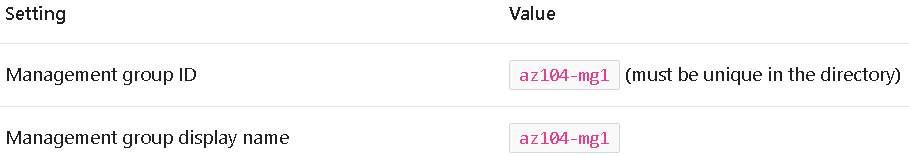 Setting Value
Management group ID az104-mg1 (must be unique in the directory)
Management group display name az104-mg1